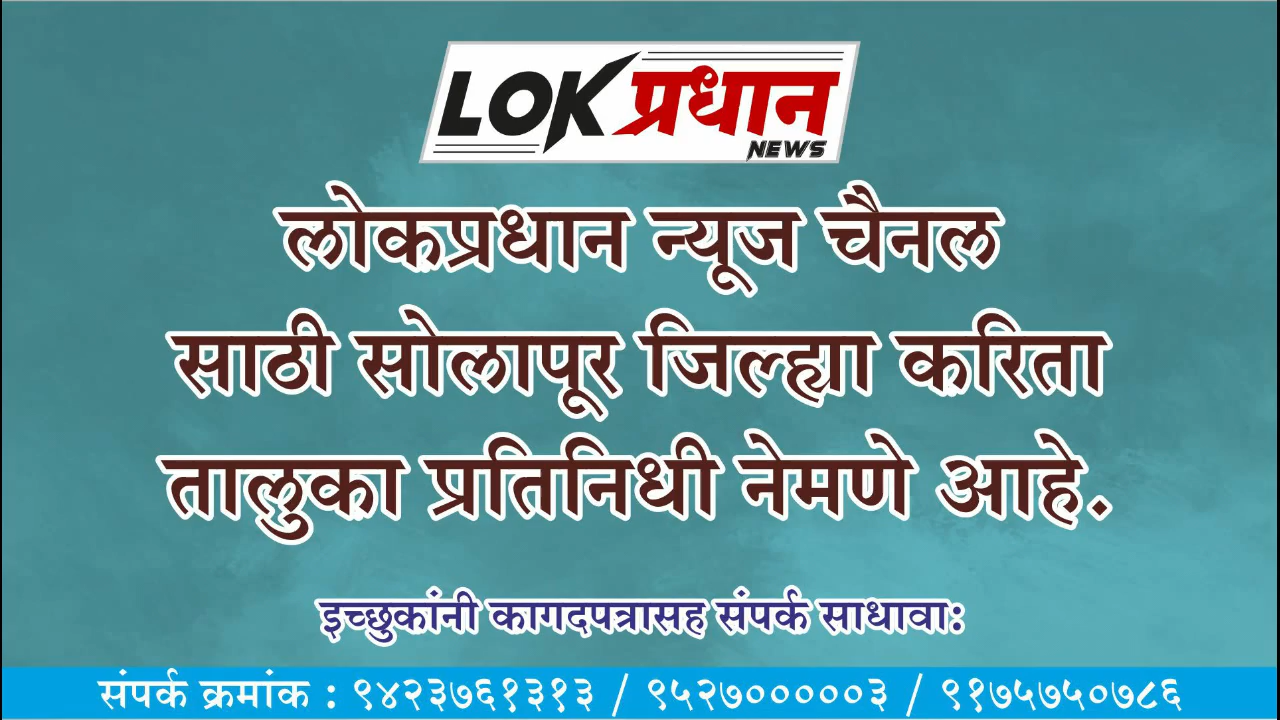 LOK प्रधान
NEWS
लोकप्रधान न्यूज चैनल
साठी सोलापूर जिल्ह्या करिता
तालुका प्रतिनिधी नेमणे आहे.
इच्छुकांनी कागदपत्रासह संपर्क साधावा:
संपर्क क्रमांक : ९४२३७६१३१३ / ९५२७०००००३ / ९१७५७५०७८६